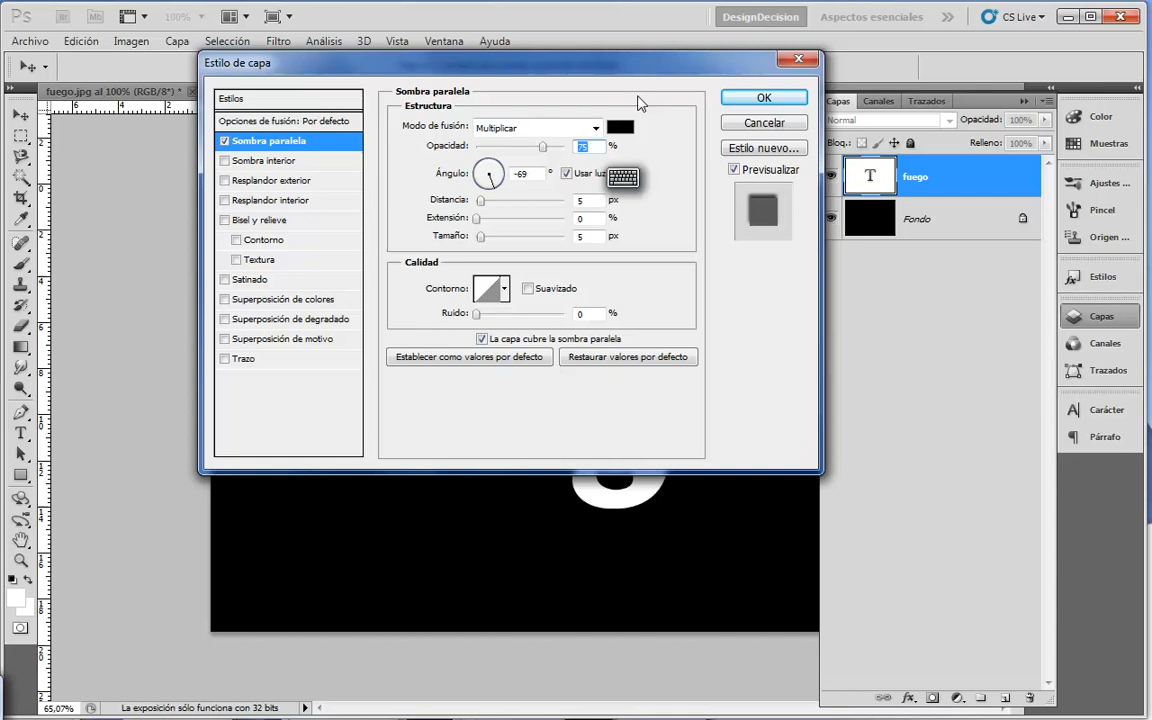 Ps Br Mb 100% DesignDecision Aspectos esenciales CS Live
Archivo Edición Imagen Capa Selección Filtro Análisis 3D Vista Ventana Ayuda
Estilo de capa
fuego.jpg al 100% (RGB/8*) *
Estilos
Opciones de fusión: Por defecto
Sombra paralela
Sombra interior
Resplandor exterior
Resplandor interior
Bisel y relieve
Contorno
Textura
Satinado
Superposición de colores
Superposición de degradado
Superposición de motivo
Trazo
Sombra paralela
Estructura
Modo de fusión: Multiplicar
Opacidad: 75 %
Ángulo: -69 ° Usar luz
Distancia: 5 px
Extensión: 0 %
Tamaño: 5 px
Calidad
Contorno: Suavizado
Ruido: 0 %
La capa cubre la sombra paralela
Establecer como valores por defecto Restaurar valores por defecto
OK
Cancelar
Estilo nuevo...
Previsualizar
Capas Canales Trazados
Normal Opacidad: 100%
Bloq.: Relleno: 100%
T fuego
Fondo
Color
Muestras
Ajustes ...
Pincel
Origen ...
Estilos
Capas
Canales
Trazados
Carácter
Párrafo
65,07% La exposición sólo funciona con 32 bits